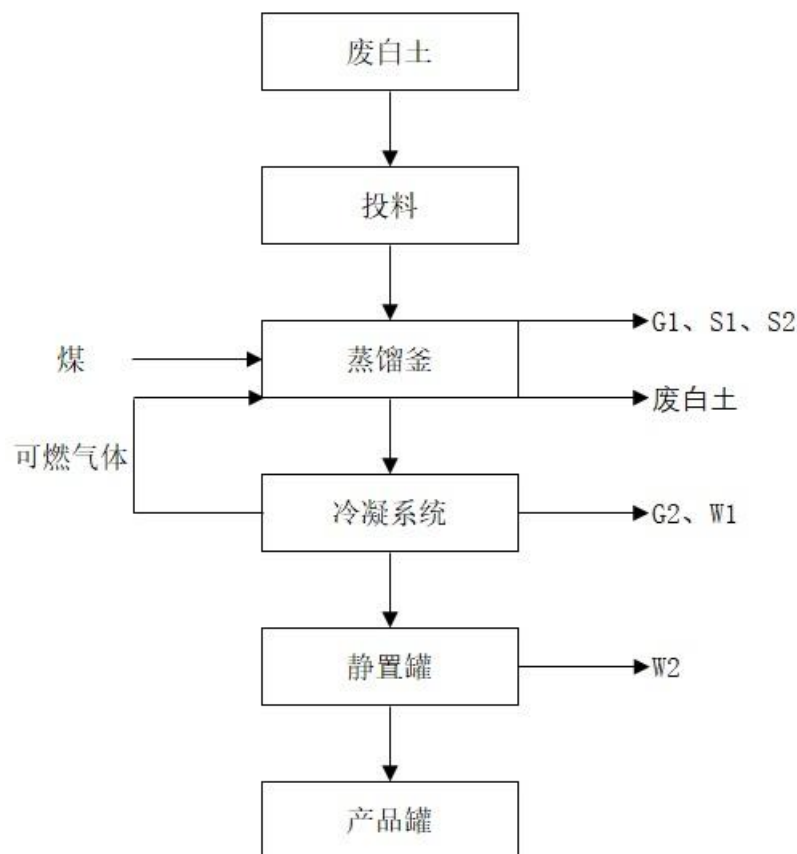 废白土
投料
G1、S1、S2
煤
蒸馏釜
废白土
可燃气体
冷凝系统
G2、W1
静置罐
W2
产品罐